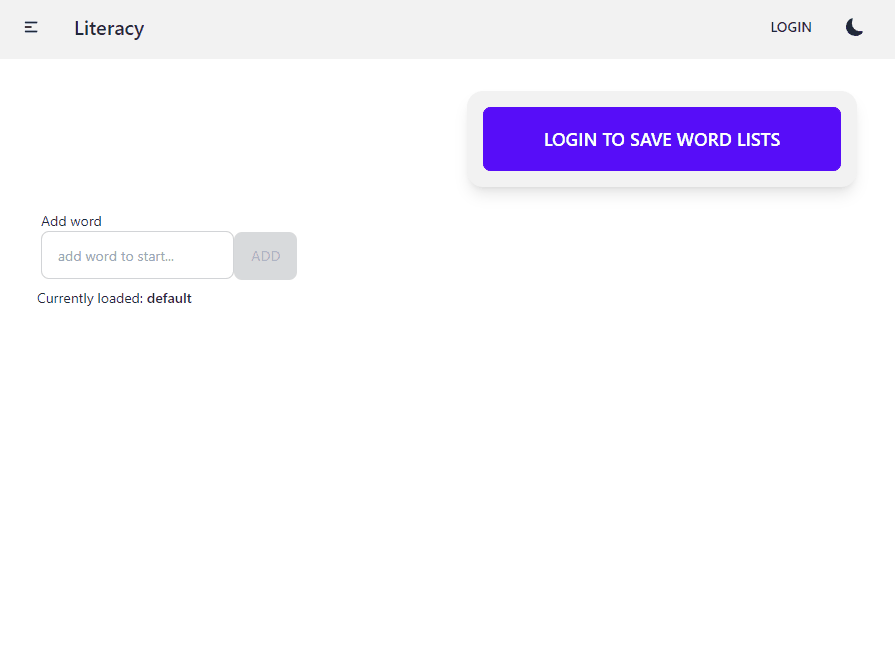 Literacy
LOGIN
LOGIN TO SAVE WORD LISTS
Add word
add word to start...
ADD
Currently loaded: default